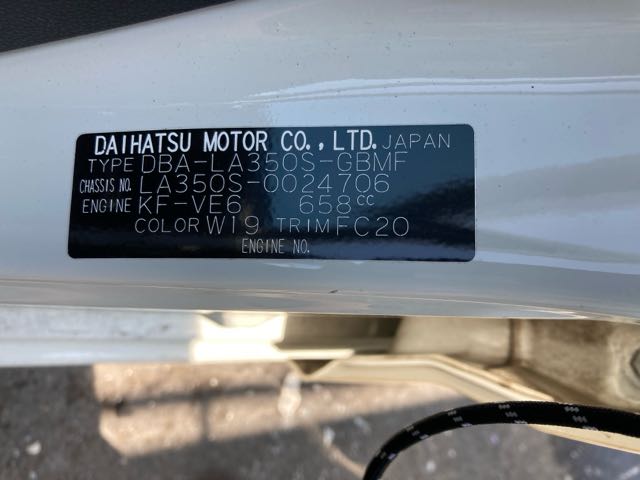 DAIHATSU MOTOR CO.,LTD. JAPAN
TYPE DBA-LA350S-GBMF
CHASSIS NO. LA350S-0024706
ENGINE KF-VE6 658CC
COLOR W19 TRIM FC20
ENGINE NO.